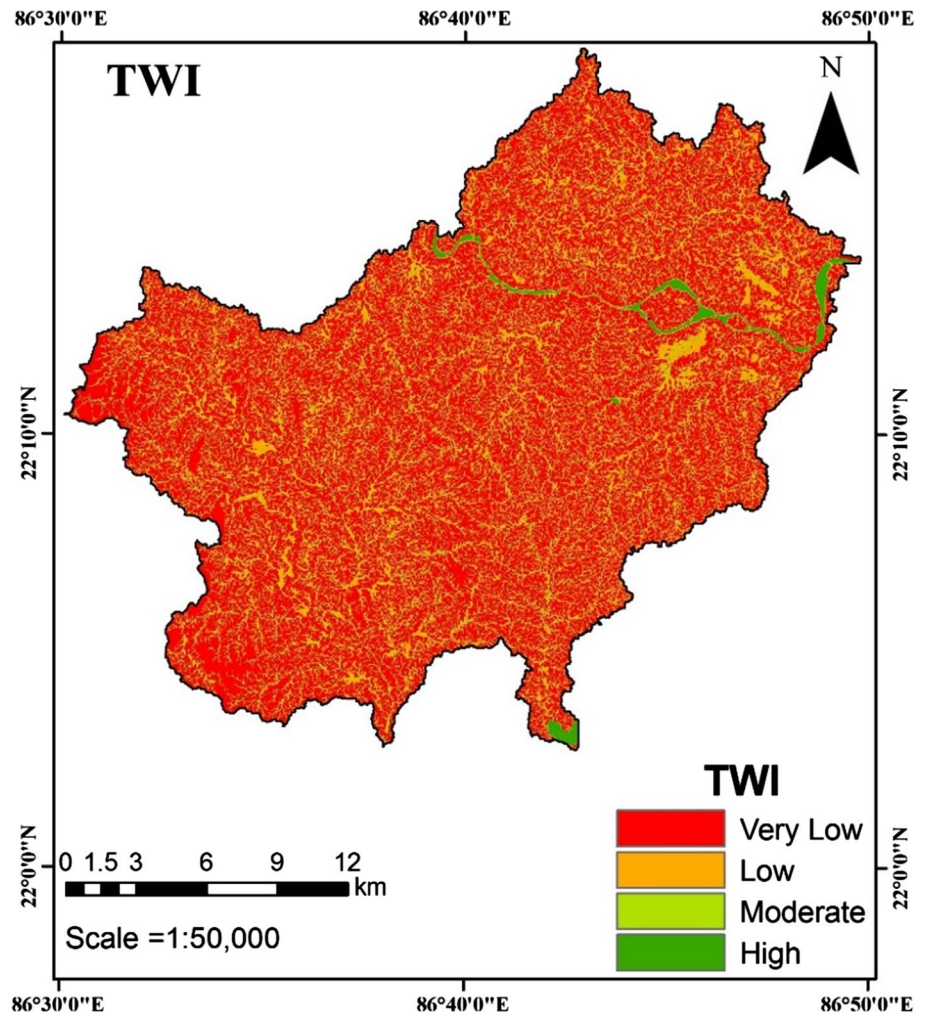 86°30'0"E 86°40'0"E 86°50'0"E
TWI
N
22°10'0"N 22°10'0"N
TWI
Very Low
0 1.5 3 6 9 12
km
Low
22°0'0"N 22°0'0"N
Moderate
Scale =1:50,000
High
86°30'0"E 86°40'0"E 86°50'0"E